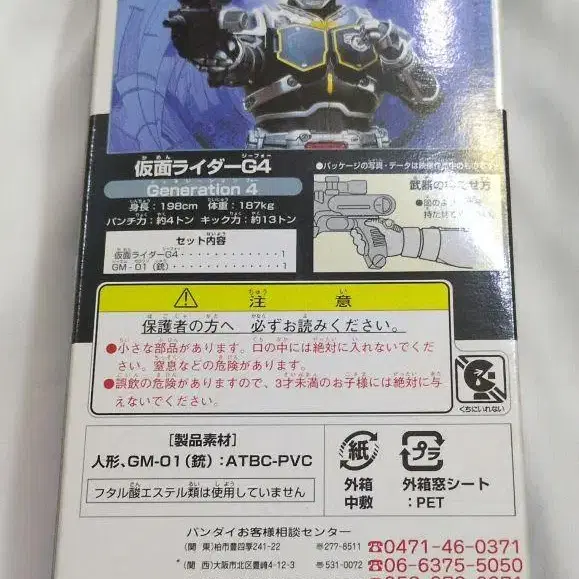 仮面ライダーG4
Generation 4
身長：198cm 体重：187kg
パンチ力：約4トン キック力：約13トン
セット内容
仮面ライダーG4 1
GM-01（銃） 1
●パッケージの写真・データは
武器の 方
注意
保護者の方へ 必ずお読みください。
●小さな部品があります。口の中には絶対に入れないでくだ
さい。窒息などの危険があります。
●誤飲の危険がありますので、3才未満のお子様には絶対に与
えないでください。
くちにいれない
［製品素材］
人形、GM-01（銃）：ATBC-PVC
フタル酸エステル類は使用していません
紙
外箱
中敷
プラ
外箱窓シート
：PET
バンダイお客様相談センター
（関 東）柏市豊四季241-22 〒277-8511 ☎0471-46-0371
（関 西）大阪市北区豊崎4-12-3 〒531-0072 ☎06-6375-5050